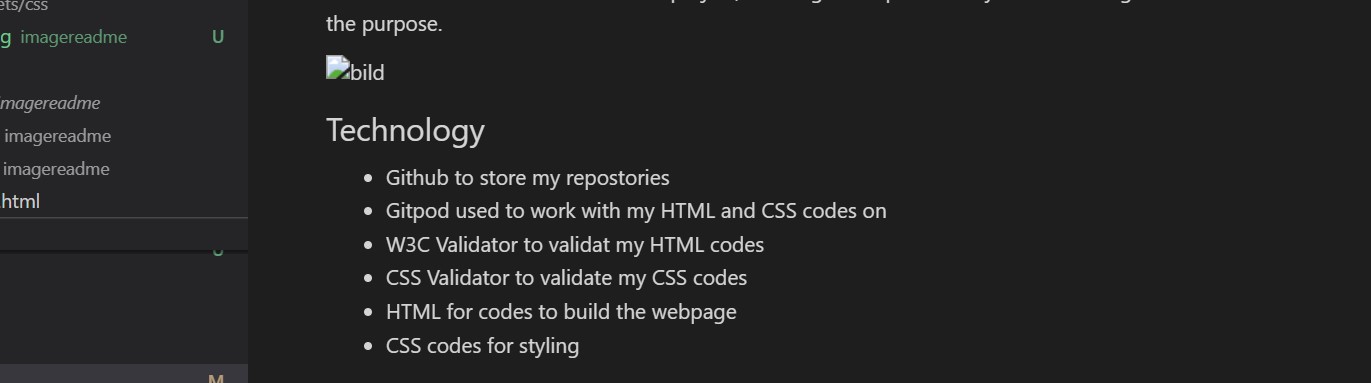 ets/css
g imagereadme U
the purpose.
bild
magereadme
imagereadme
imagereadme
.html
Technology
Github to store my repostories
Gitpod used to work with my HTML and CSS codes on
W3C Validator to validat my HTML codes
CSS Validator to validate my CSS codes
HTML for codes to build the webpage
CSS codes for styling
M